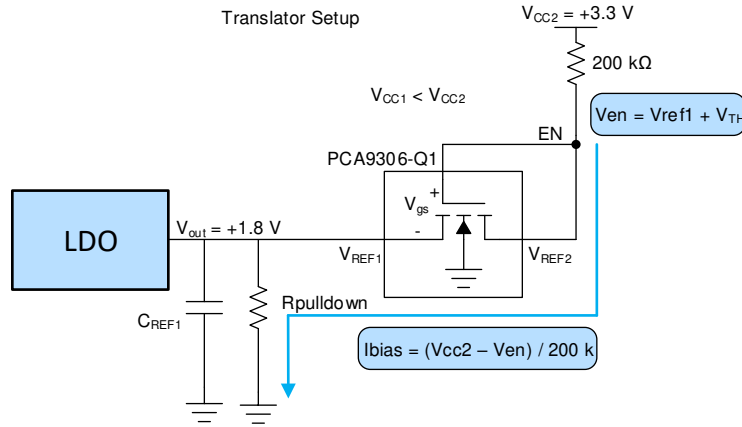 Translator Setup
VCC2 = +3.3 V
200 kΩ
VCC1 < VCC2
Ven = Vref1 + VTH
EN
PCA9306-Q1
+
Vgs
-
LDO
Vout = +1.8 V
VREF1
VREF2
CREF1
Rpulldown
Ibias = (Vcc2 – Ven) / 200 k